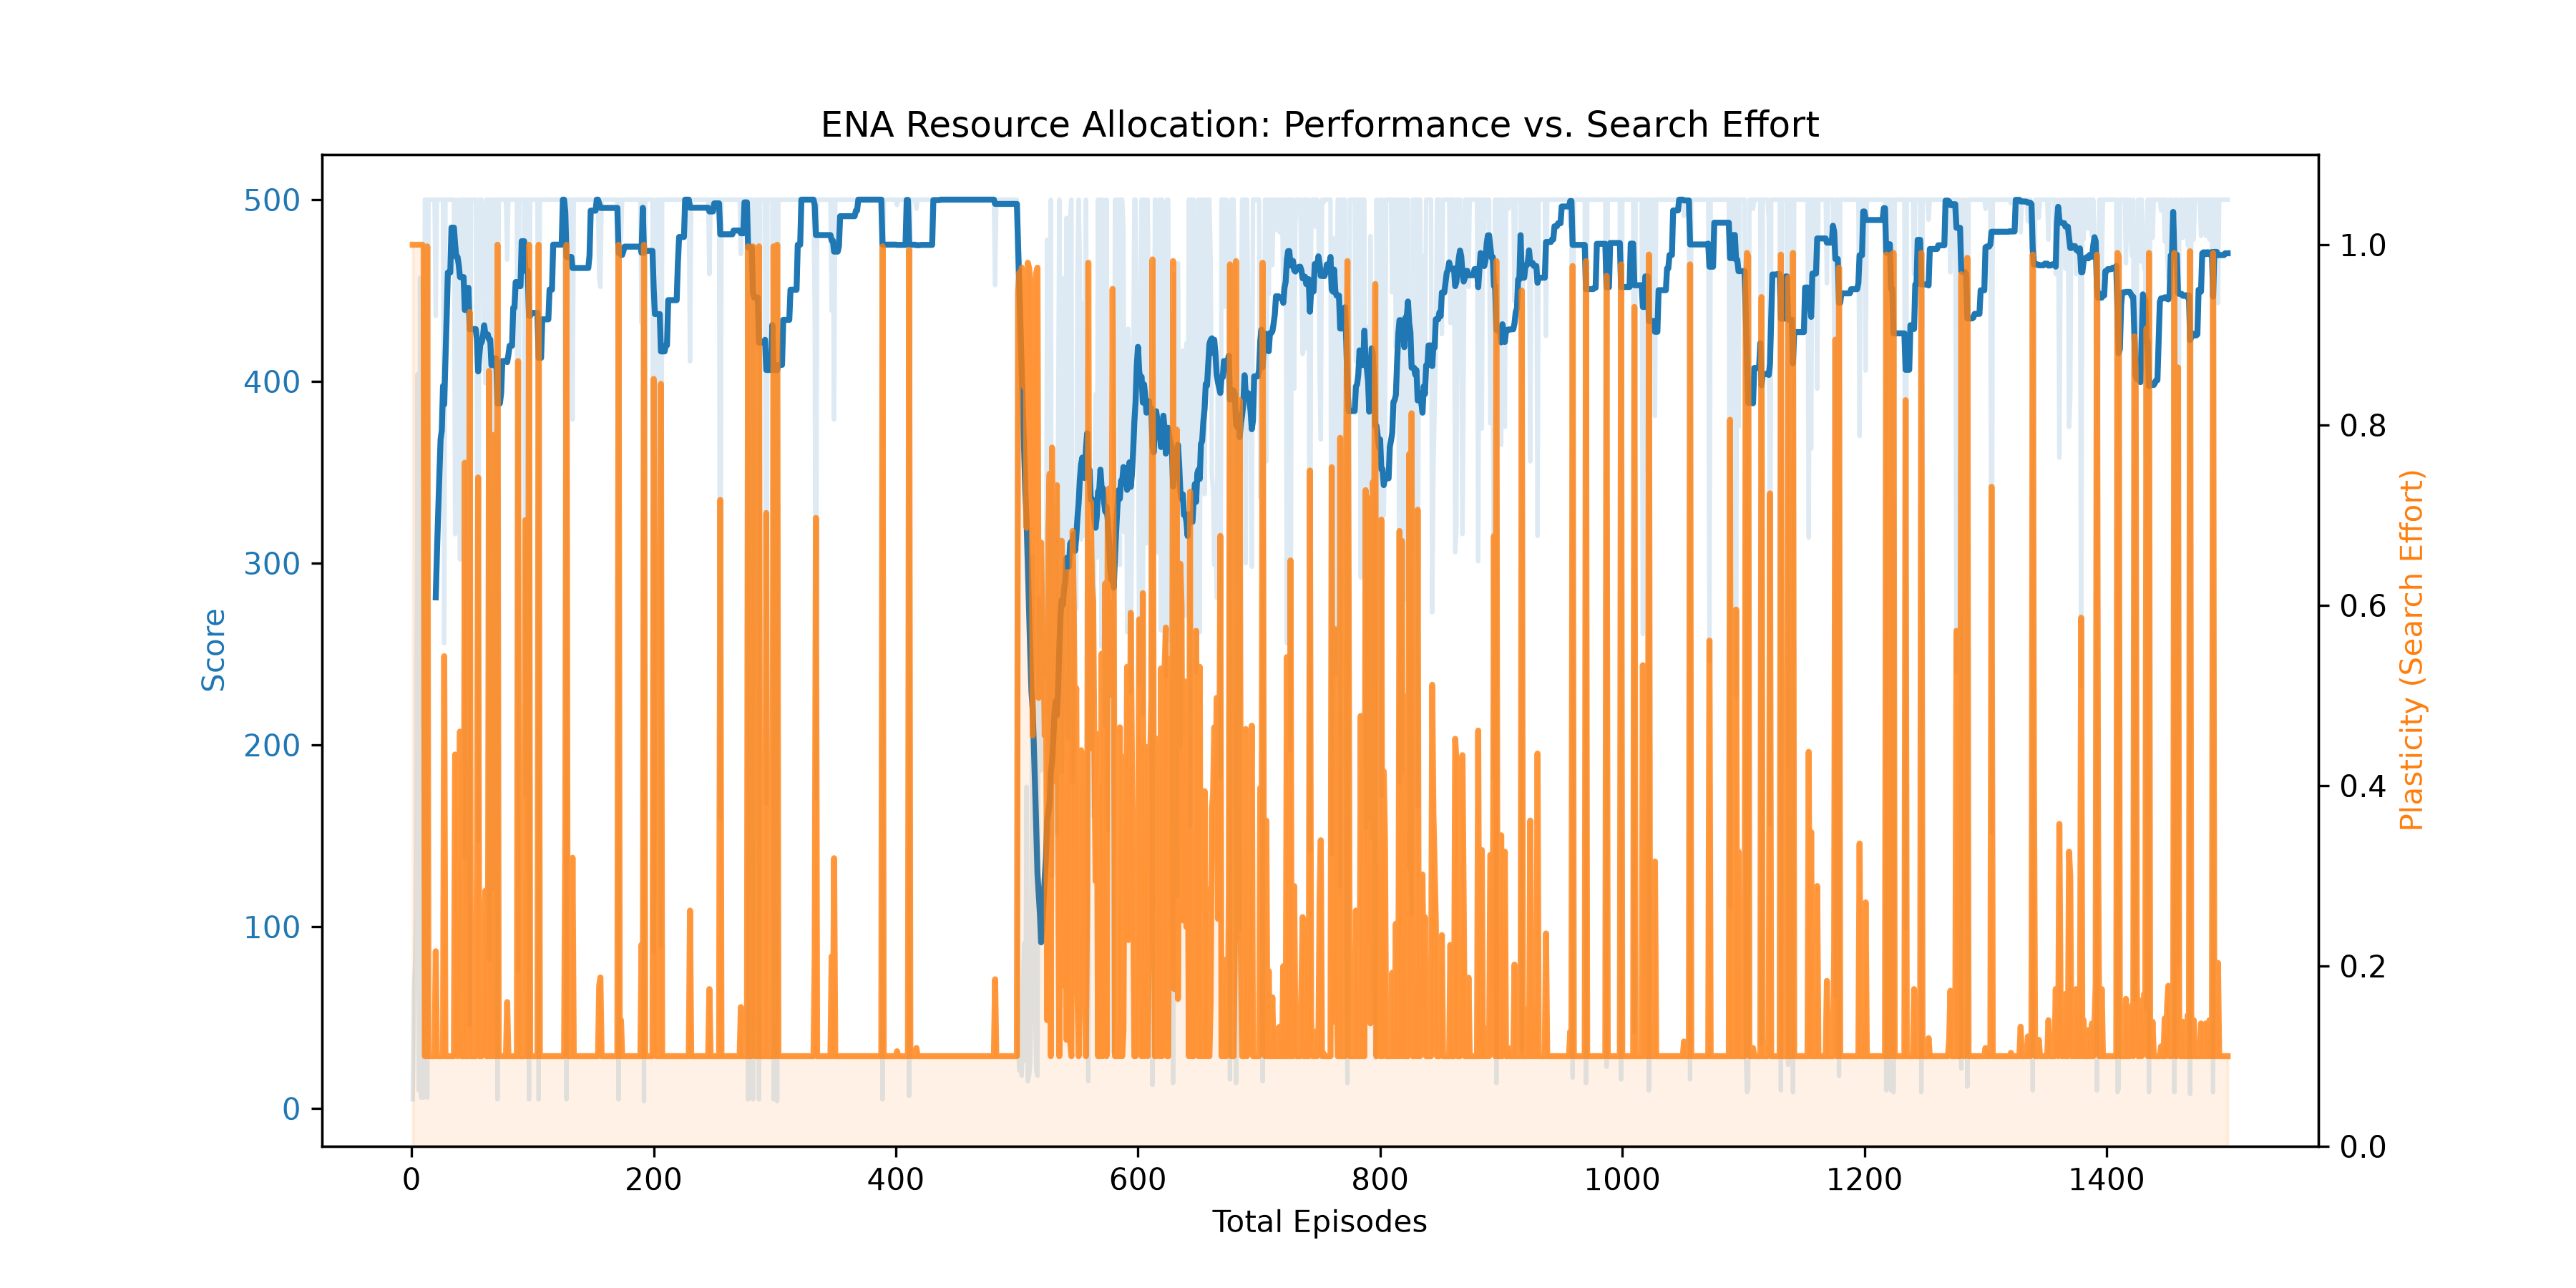 ENA Resource Allocation: Performance vs. Search Effort
500
400
300
200
100
0
Score
1.0
0.8
0.6
0.4
0.2
0.0
Plasticity (Search Effort)
0 200 400 600 800 1000 1200 1400
Total Episodes